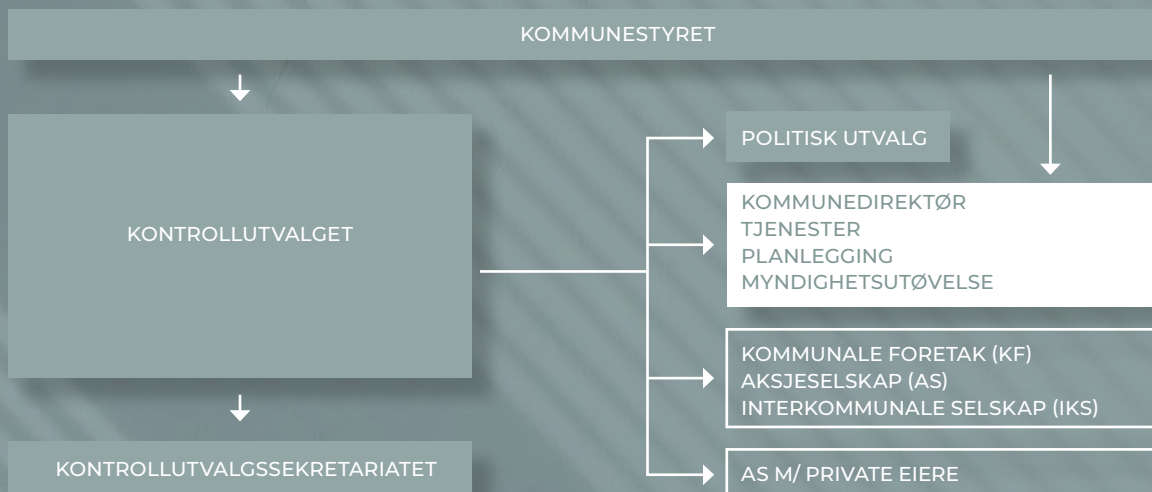 KOMMUNESTYRET
KONTROLLUTVALGET
KONTROLLUTVALGSSEKRETARIATET
POLITISK UTVALG
KOMMUNEDIREKTØR
TJENESTER
PLANLEGGING
MYNDIGHETSUTØVELSE
KOMMUNALE FORETAK (KF)
AKSJESELSKAP (AS)
INTERKOMMUNALE SELSKAP (IKS)
AS M/ PRIVATE EIERE